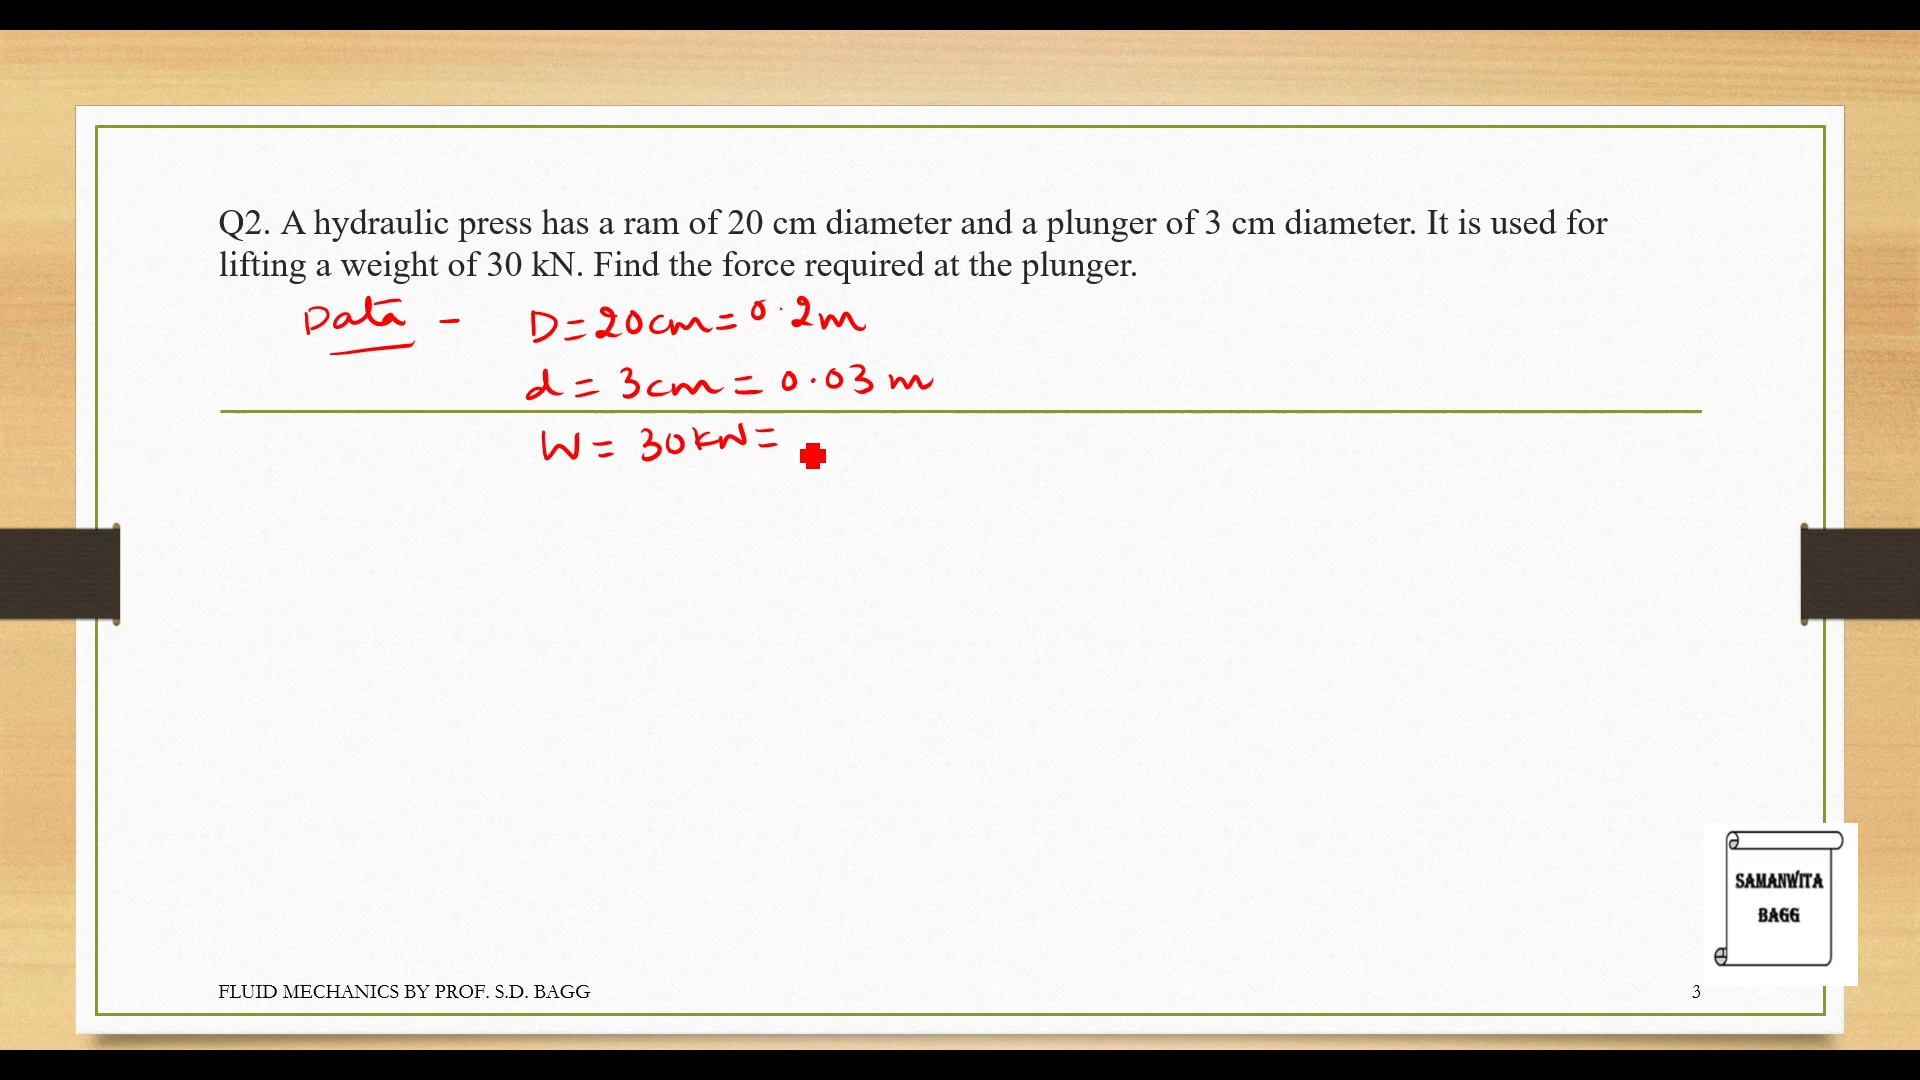 Q2. A hydraulic press has a ram of 20 cm diameter and a plunger of 3 cm diameter. It is used for
lifting a weight of 30 kN. Find the force required at the plunger.
Data - D = 20cm = 0.2m
d = 3cm = 0.03 m
W = 30kN =
SAMANWITA
BAGG
FLUID MECHANICS BY PROF. S.D. BAGG
3